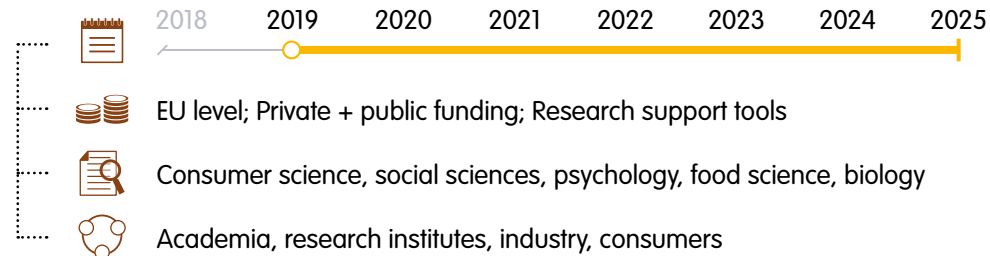 2018 2019 2020 2021 2022 2023 2024 2025
EU level; Private + public funding; Research support tools
Consumer science, social sciences, psychology, food science, biology
Academia, research institutes, industry, consumers